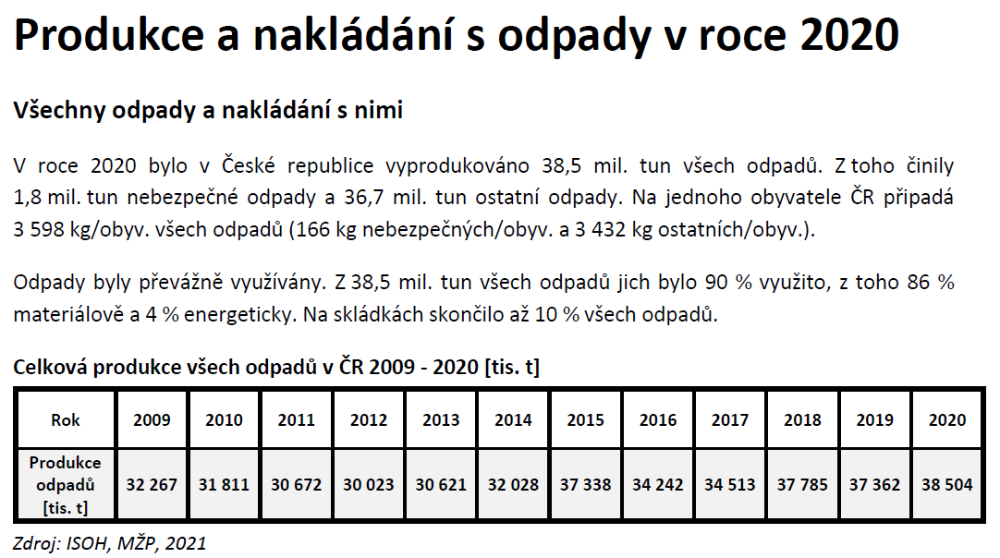 Produkce a nakládání s odpady v roce 2020
Všechny odpady a nakládání s nimi
V roce 2020 bylo v České republice vyprodukováno 38,5 mil. tun všech odpadů. Z toho činily
1,8 mil. tun nebezpečné odpady a 36,7 mil. tun ostatní odpady. Na jednoho obyvatele ČR připadá
3 598 kg/obyv. všech odpadů (166 kg nebezpečných/obyv. a 3 432 kg ostatních/obyv.).
Odpady byly převážně využívány. Z 38,5 mil. tun všech odpadů jich bylo 90 % využito, z toho 86 %
materiálově a 4 % energeticky. Na skládkách skončilo až 10 % všech odpadů.
Celková produkce všech odpadů v ČR 2009 - 2020 [tis. t]
Rok 2009 2010 2011 2012 2013 2014 2015 2016 2017 2018 2019 2020
Produkce
odpadů 32 267 31 811 30 672 30 023 30 621 32 028 37 338 34 242 34 513 37 785 37 362 38 504
[tis. t]
Zdroj: ISOH, MŽP, 2021